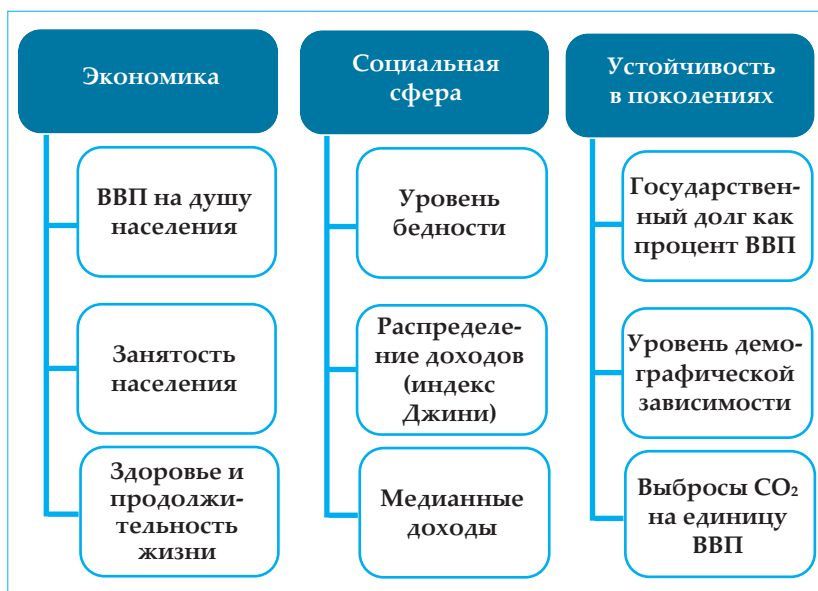 Экономика
ВВП на душу
населения
Занятость
населения
Здоровье и
продолжи-
тельность
жизни
Социальная
сфера
Уровень
бедности
Распределе-
ние доходов
(индекс
Джини)
Медианные
доходы
Устойчивость
в поколениях
Государствен-
ный долг как
процент ВВП
Уровень демо-
графической
зависимости
Выбросы CO₂
на единицу
ВВП